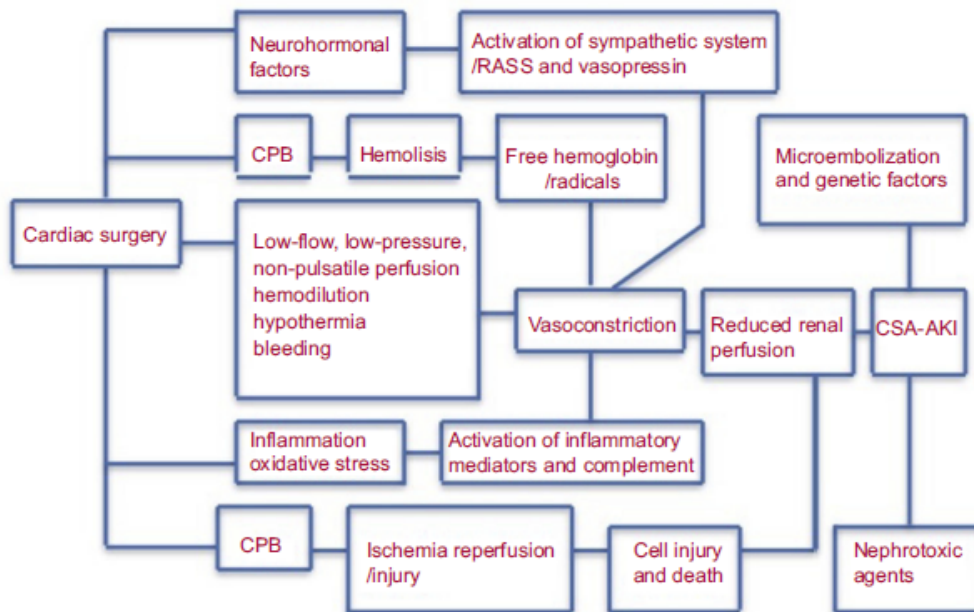 Neurohormonal
factors
Activation of sympathetic system
/RASS and vasopressin
CPB
Hemolisis
Free hemoglobin
/radicals
Microembolization
and genetic factors
Cardiac surgery
Low-flow, low-pressure,
non-pulsatile perfusion
hemodilution
hypothermia
bleeding
Vasoconstriction
Reduced renal
perfusion
CSA-AKI
Inflammation
oxidative stress
Activation of inflammatory
mediators and complement
CPB
Ischemia reperfusion
/injury
Cell injury
and death
Nephrotoxic
agents